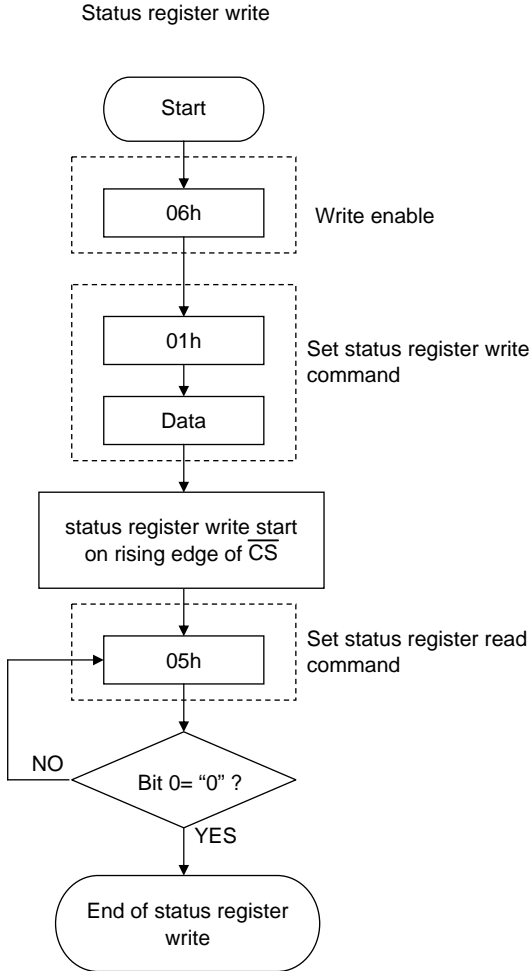 Status register write
Start
06h
Write enable
01h
Set status register write
command
Data
status register write start
on rising edge of C̅S̅
Set status register read
command
05h
NO
Bit 0= “0” ?
YES
End of status register
write